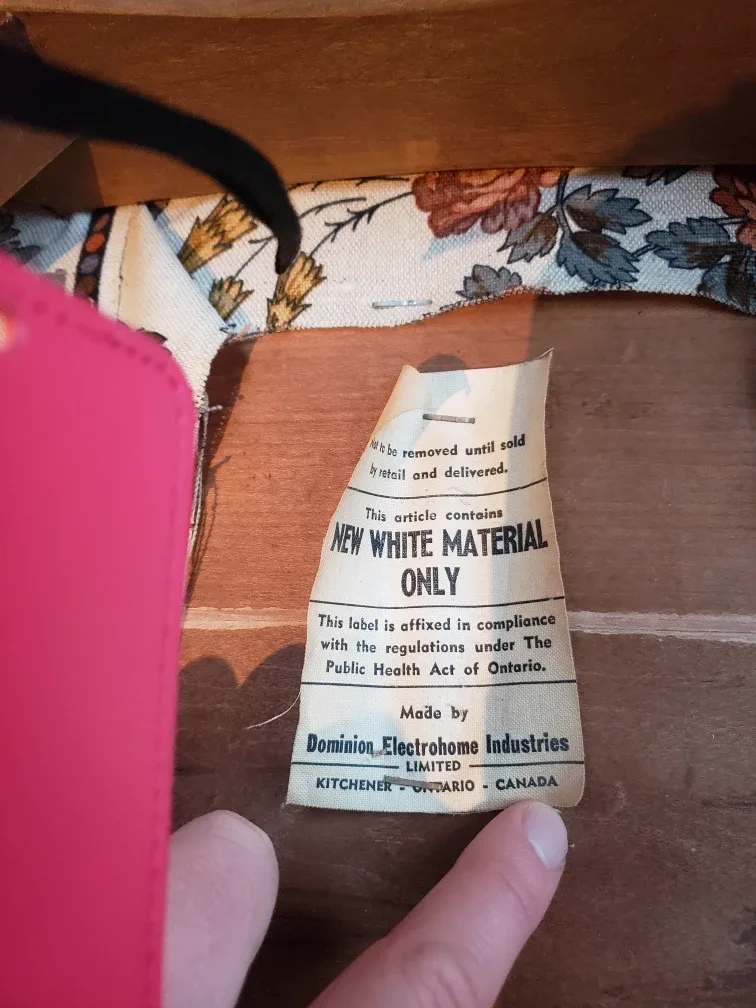 Not to be removed until sold
by retail and delivered.
This article contains
NEW WHITE MATERIAL
ONLY
This label is affixed in compliance
with the regulations under The
Public Health Act of Ontario.
Made by
Dominion Electrohome Industries
LIMITED
KITCHENER - ONTARIO - CANADA